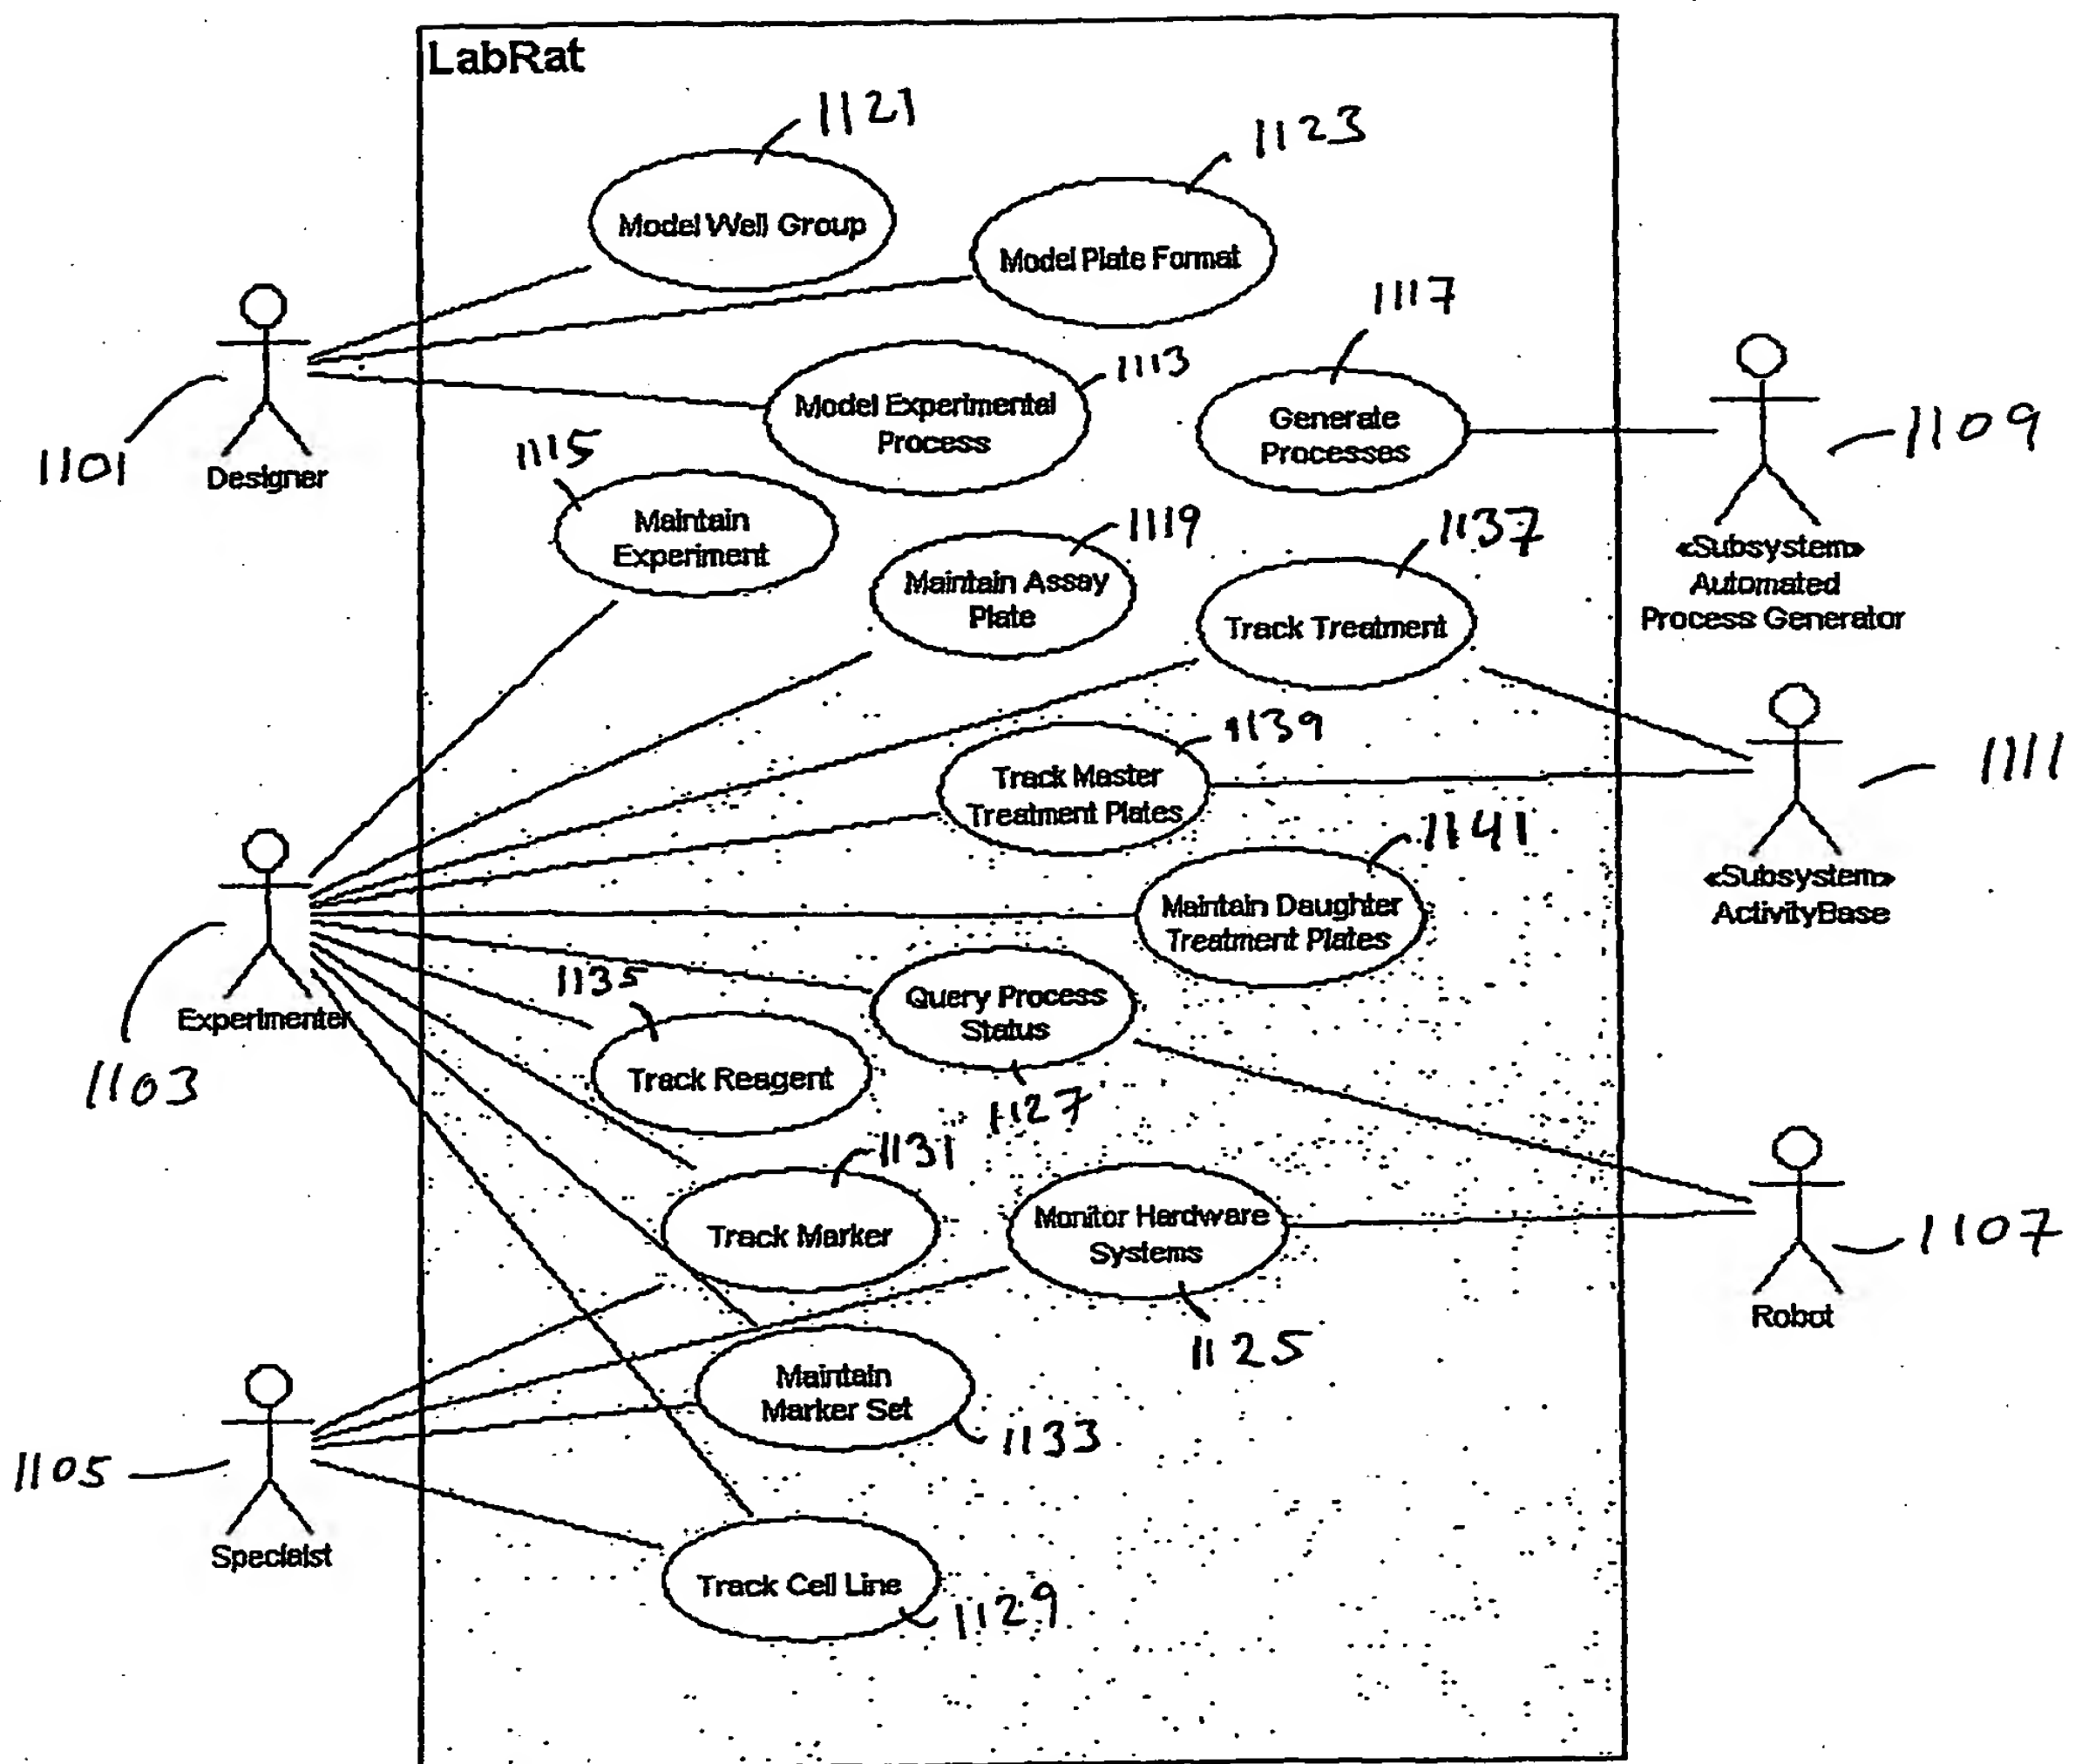 LabRat
1121
1123
Model Well Group
Model Plate Format
1117
1113
Model Experimental
Process
Generate
Processes
1109
1101
Designer
1115
Maintain
Experiment
1119
Maintain Assay
Plate
1137
Track Treatment
«Subsystem»
Automated
Process Generator
1139
Track Master
Treatment Plates
1111
1141
Maintain Daughter
Treatment Plates
«Subsystem»
ActivityBase
1135
Query Process
Status
Experimenter
1103
Track Reagent
1127
1131
Track Marker
Monitor Hardware
Systems
1107
Robot
1125
Maintain
Marker Set
1133
1105
Specialst
Track Cell Line
1129